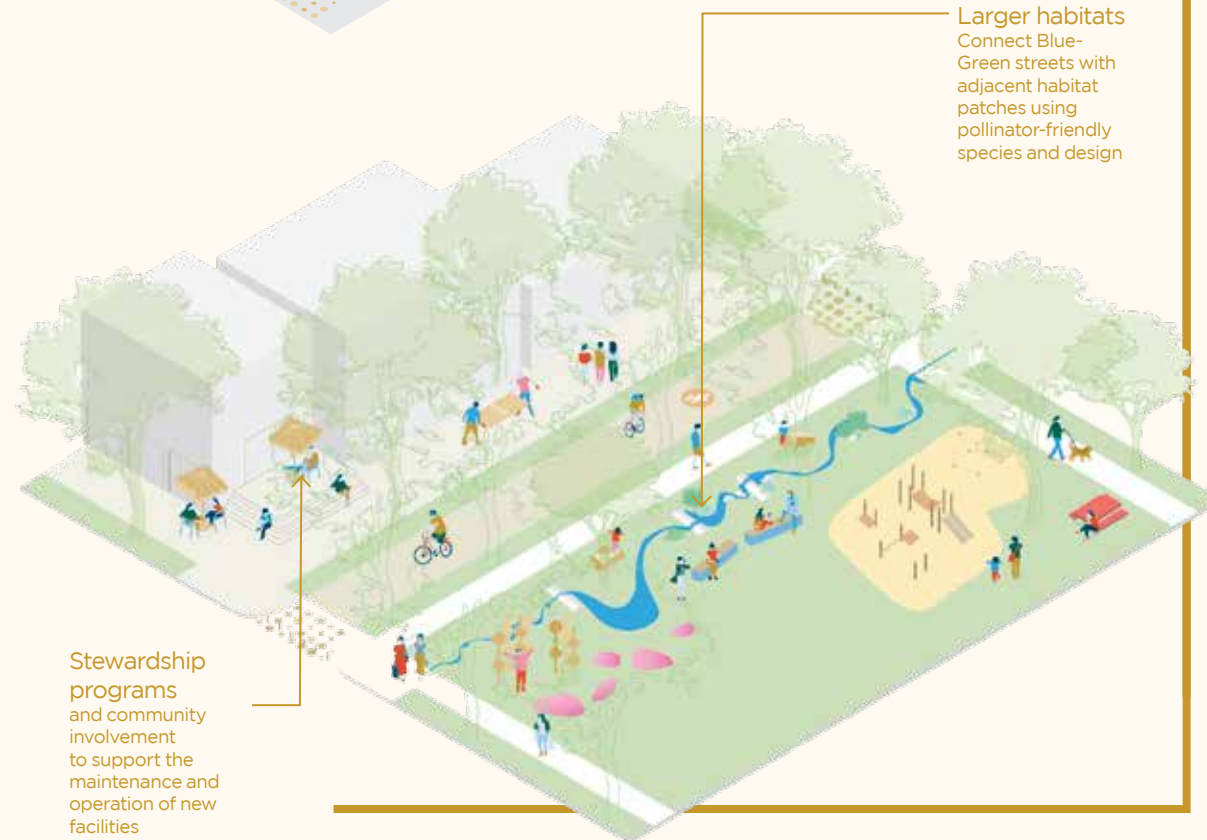 Larger habitats
Connect Blue-
Green streets with
adjacent habitat
patches using
pollinator-friendly
species and design
Stewardship
programs
and community
involvement
to support the
maintenance and
operation of new
facilities